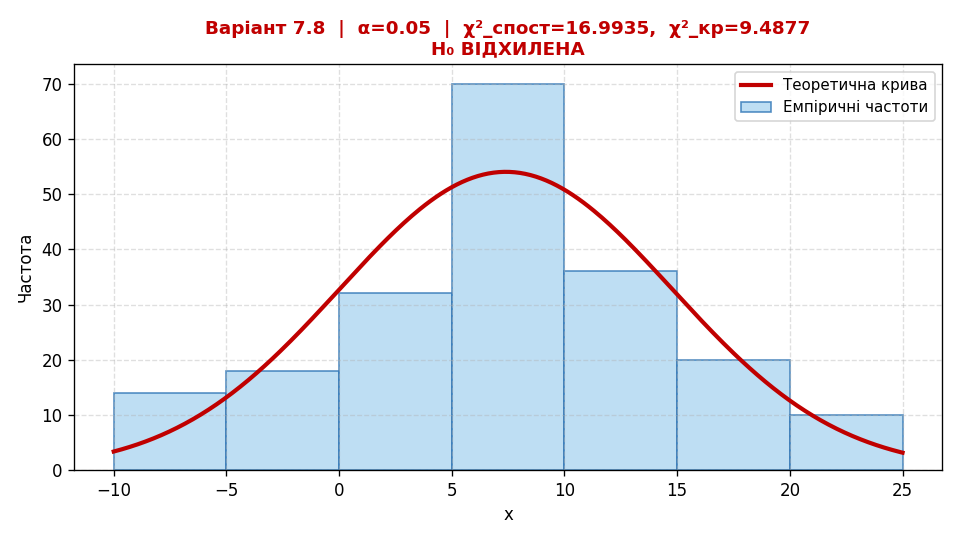 Варіант 7.8 | α=0.05 | χ²_спост=16.9935, χ²_кр=9.4877
H₀ ВІДХИЛЕНА
Теоретична крива
Емпіричні частоти
Частота
70
60
50
40
30
20
10
0
−10 −5 0 5 10 15 20 25
x